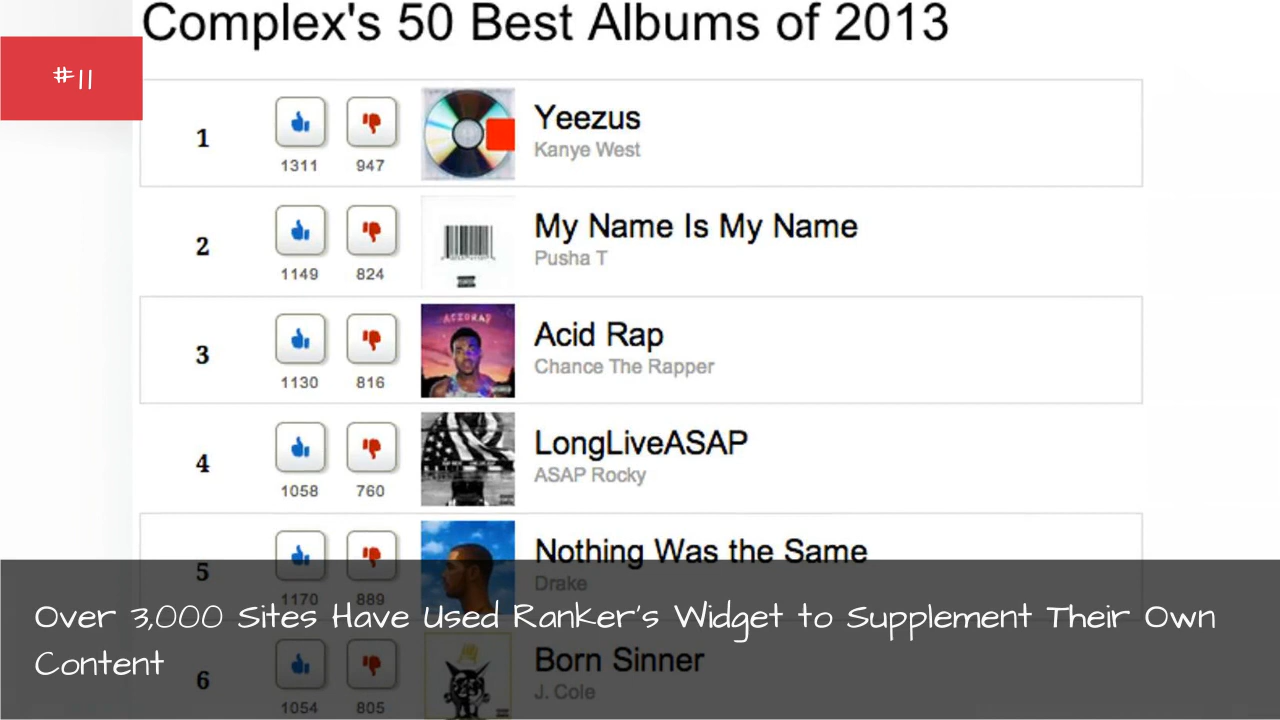 Complex's 50 Best Albums of 2013
#11
1
1311 947
Yeezus
Kanye West
2
1149 824
My Name Is My Name
Pusha T
3
1130 816
ACIDRAP
Acid Rap
Chance The Rapper
4
1058 760
LongLiveASAP
ASAP Rocky
5
1170 889
Nothing Was the Same
Drake
Over 3,000 Sites Have Used Ranker's Widget to Supplement Their Own
Content
6
1054 805
Born Sinner
J. Cole